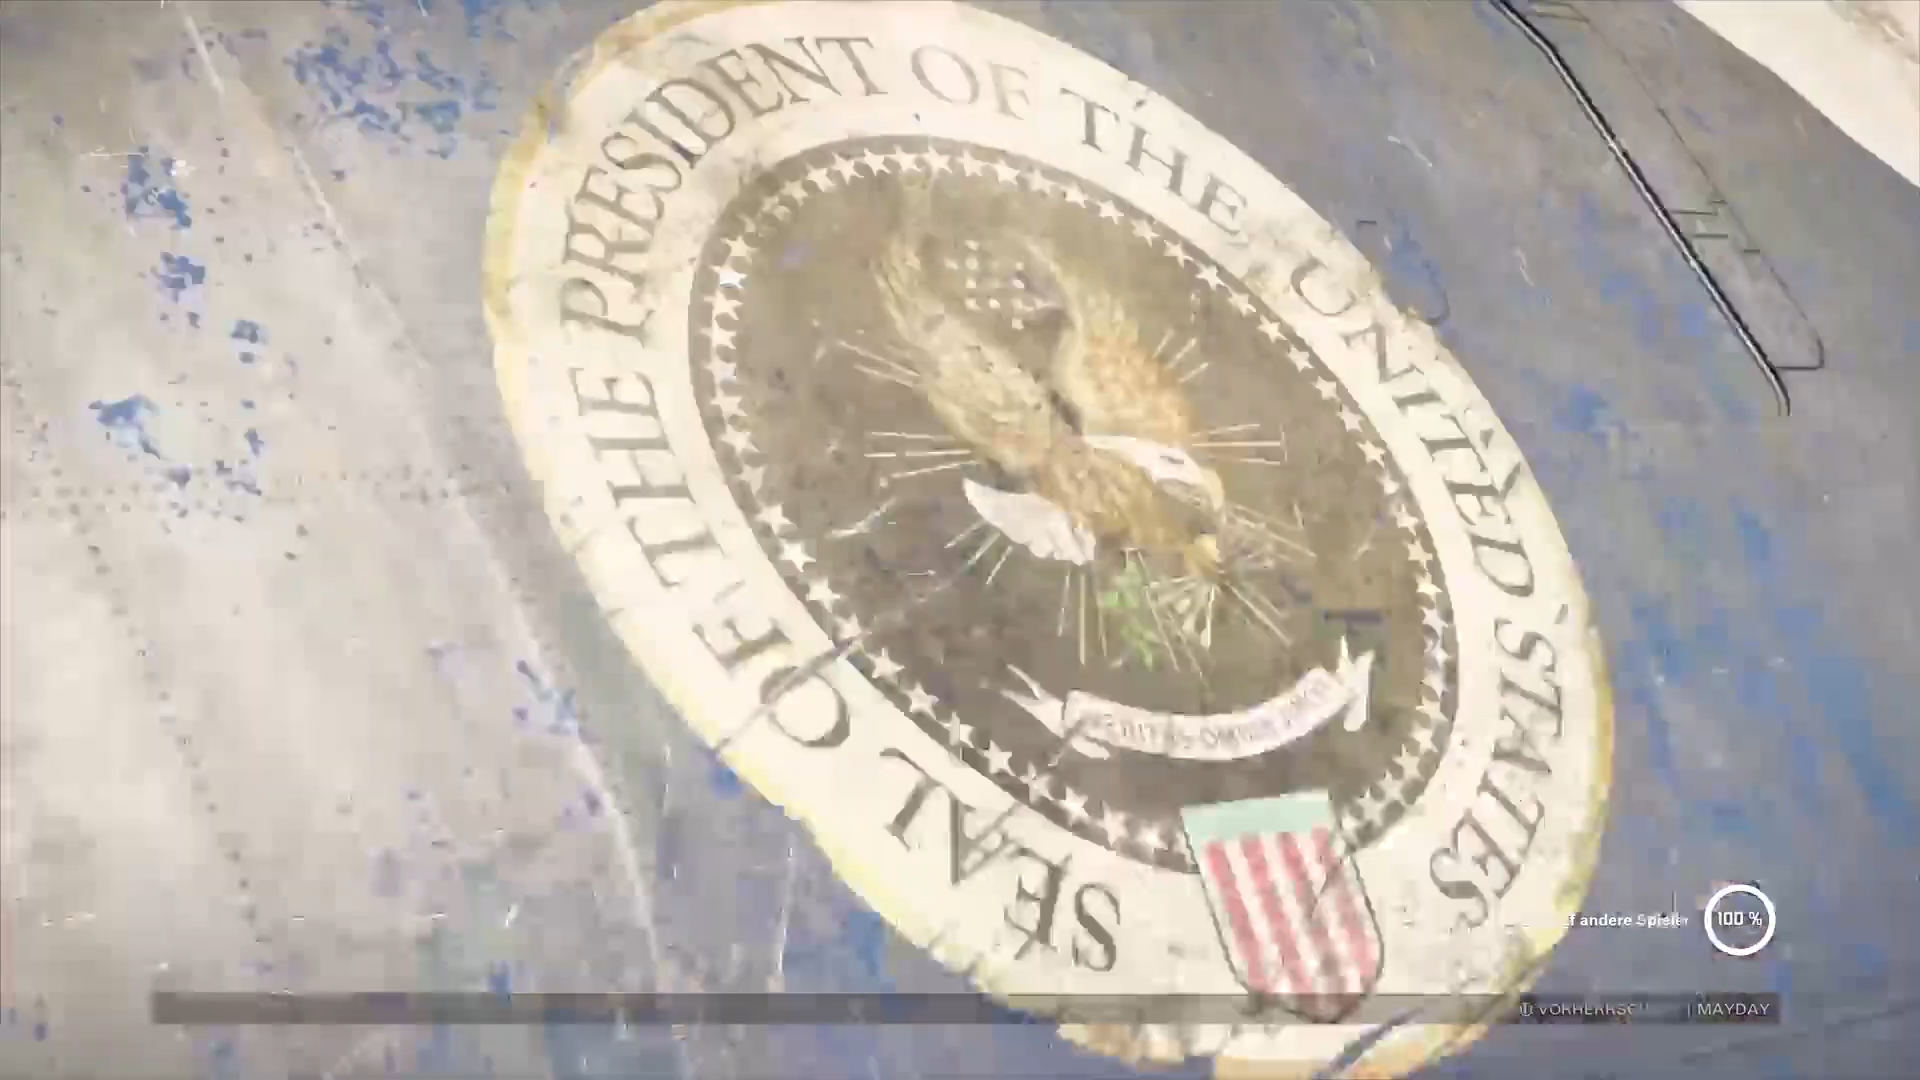 SEAL OF THE PRESIDENT OF THE UNITED STATES
f andere Spieler
100 %
MAYDAY